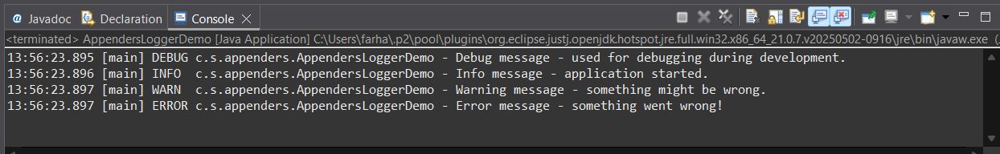 @ Javadoc Declaration Console
<terminated> AppendersLoggerDemo [Java Application] C:\Users\farha\.p2\pool\plugins\org.eclipse.justj.openjdk.hotspot.jre.full.win32.x86_64_21.0.7.v20250502-0916\jre\bin\javaw.exe (
13:56:23.895 [main] DEBUG c.s.appenders.AppendersLoggerDemo - Debug message - used for debugging during development.
13:56:23.896 [main] INFO  c.s.appenders.AppendersLoggerDemo - Info message - application started.
13:56:23.897 [main] WARN  c.s.appenders.AppendersLoggerDemo - Warning message - something might be wrong.
13:56:23.897 [main] ERROR c.s.appenders.AppendersLoggerDemo - Error message - something went wrong!